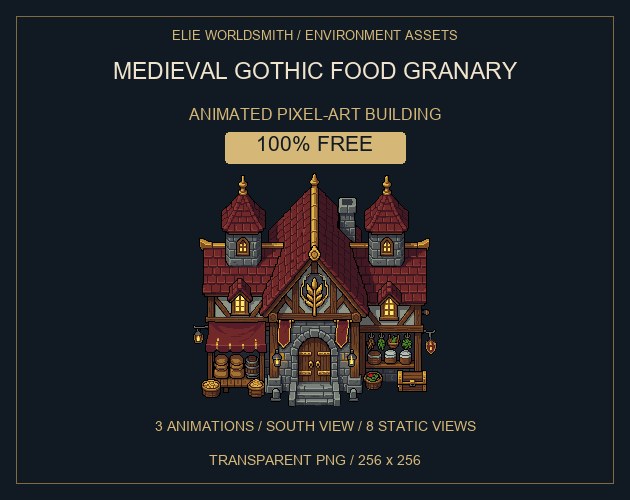 ELIE WORLDSMITH / ENVIRONMENT ASSETS
MEDIEVAL GOTHIC FOOD GRANARY
ANIMATED PIXEL-ART BUILDING
100% FREE
3 ANIMATIONS / SOUTH VIEW / 8 STATIC VIEWS
TRANSPARENT PNG / 256 x 256